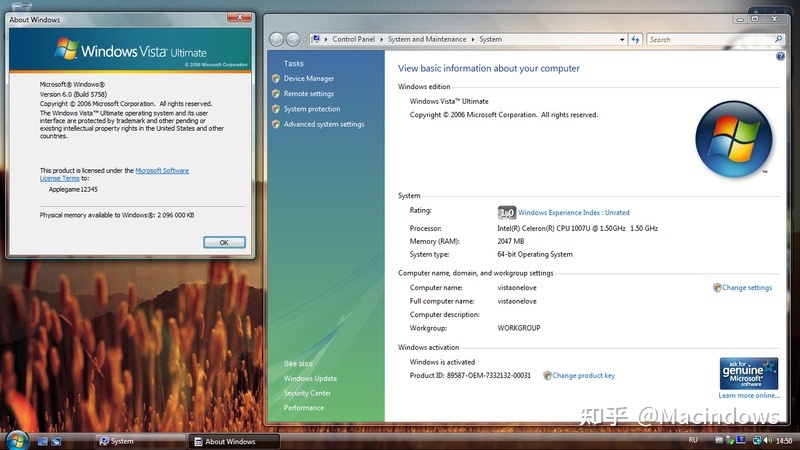 About Windows
Windows Vista™ Ultimate
© 2006 Microsoft Corporation
Microsoft® Windows®
Version 6.0 (Build 5758)
Copyright © 2006 Microsoft Corporation. All rights reserved.
The Windows Vista™ Ultimate operating system and its user
interface are protected by trademark and other pending or
existing intellectual property rights in the United States and other
countries.
This product is licensed under the Microsoft Software
License Terms to:
Applegame12345
Physical memory available to Windows®: 2 096 000 KB
OK
Control Panel
System and Maintenance
System
Search
Tasks
Device Manager
Remote settings
System protection
Advanced system settings
See also
Windows Update
Security Center
Performance
View basic information about your computer
Windows edition
Windows Vista™ Ultimate
Copyright © 2006 Microsoft Corporation. All rights reserved.
System
Rating: 1,0 Windows Experience Index : Unrated
Processor: Intel(R) Celeron(R) CPU 1007U @ 1.50GHz 1.50 GHz
Memory (RAM): 2047 MB
System type: 64-bit Operating System
Computer name, domain, and workgroup settings
Computer name: vistaonelove Change settings
Full computer name: vistaonelove
Computer description:
Workgroup: WORKGROUP
Windows activation
Windows is activated
Product ID: 89587-OEM-7332132-00031 Change product key
ask for
genuine
Microsoft®
software
Learn more online...
知乎 @Macindows
System
About Windows
RU
14:50